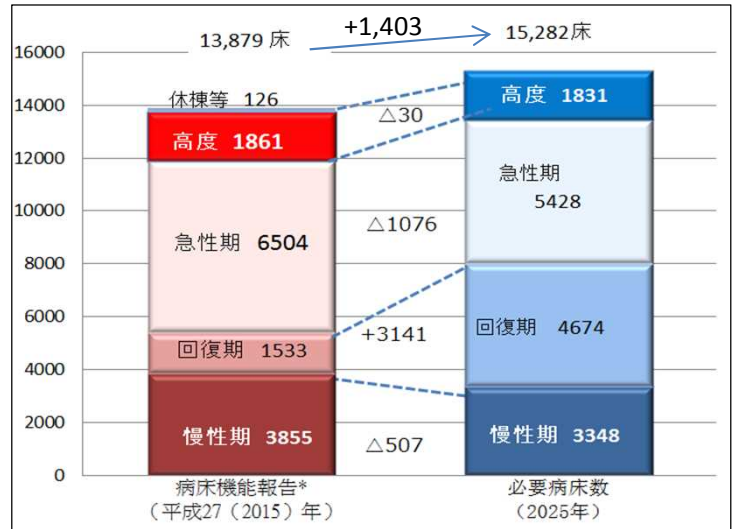 13,879 床
+1,403
15,282床
16000
14000
12000
10000
8000
6000
4000
2000
0
休棟等 126
高度 1861
急性期 6504
回復期 1533
慢性期 3855
△30
△1076
+3141
△507
高度 1831
急性期
5428
回復期 4674
慢性期 3348
病床機能報告*
（平成27（2015）年）
必要病床数
（2025年）